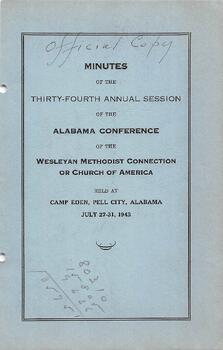 Official Copy
MINUTES
OF THE
THIRTY-FOURTH ANNUAL SESSION
OF THE
ALABAMA CONFERENCE
OF THE
WESLEYAN METHODIST CONNECTION
OR CHURCH OF AMERICA
HELD AT
CAMP EDEN, PELL CITY, ALABAMA
JULY 27-31, 1943